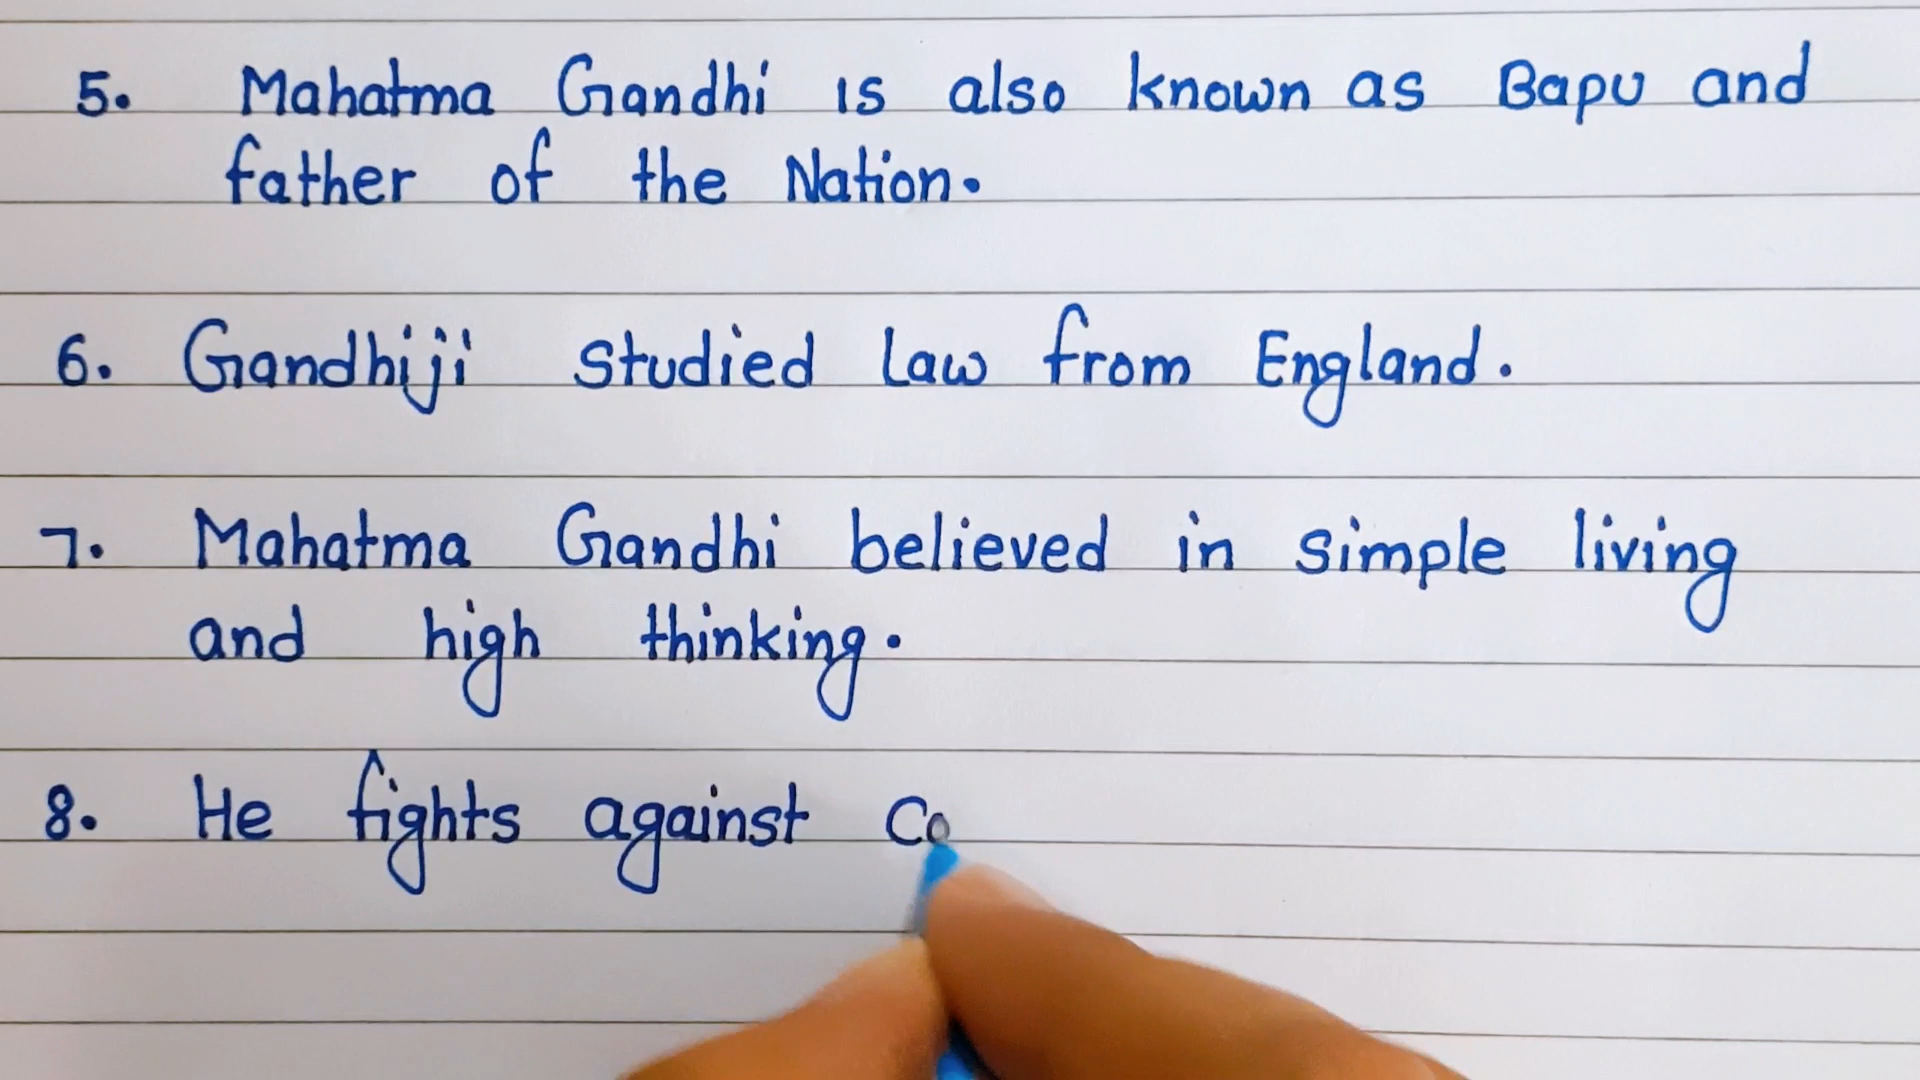 5. Mahatma Gandhi is also known as Bapu and
father of the Nation.
6. Gandhiji studied law from England.
7. Mahatma Gandhi believed in simple living
and high thinking.
8. He fights against